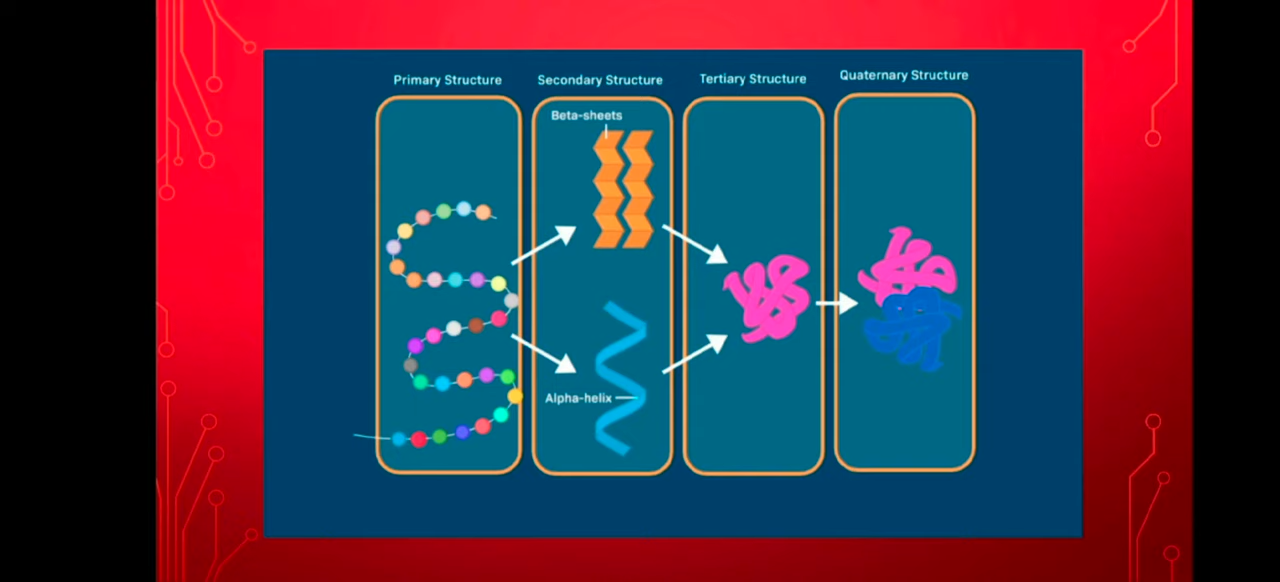 Primary Structure
Secondary Structure
Tertiary Structure
Quaternary Structure
Beta-sheets
Alpha-helix